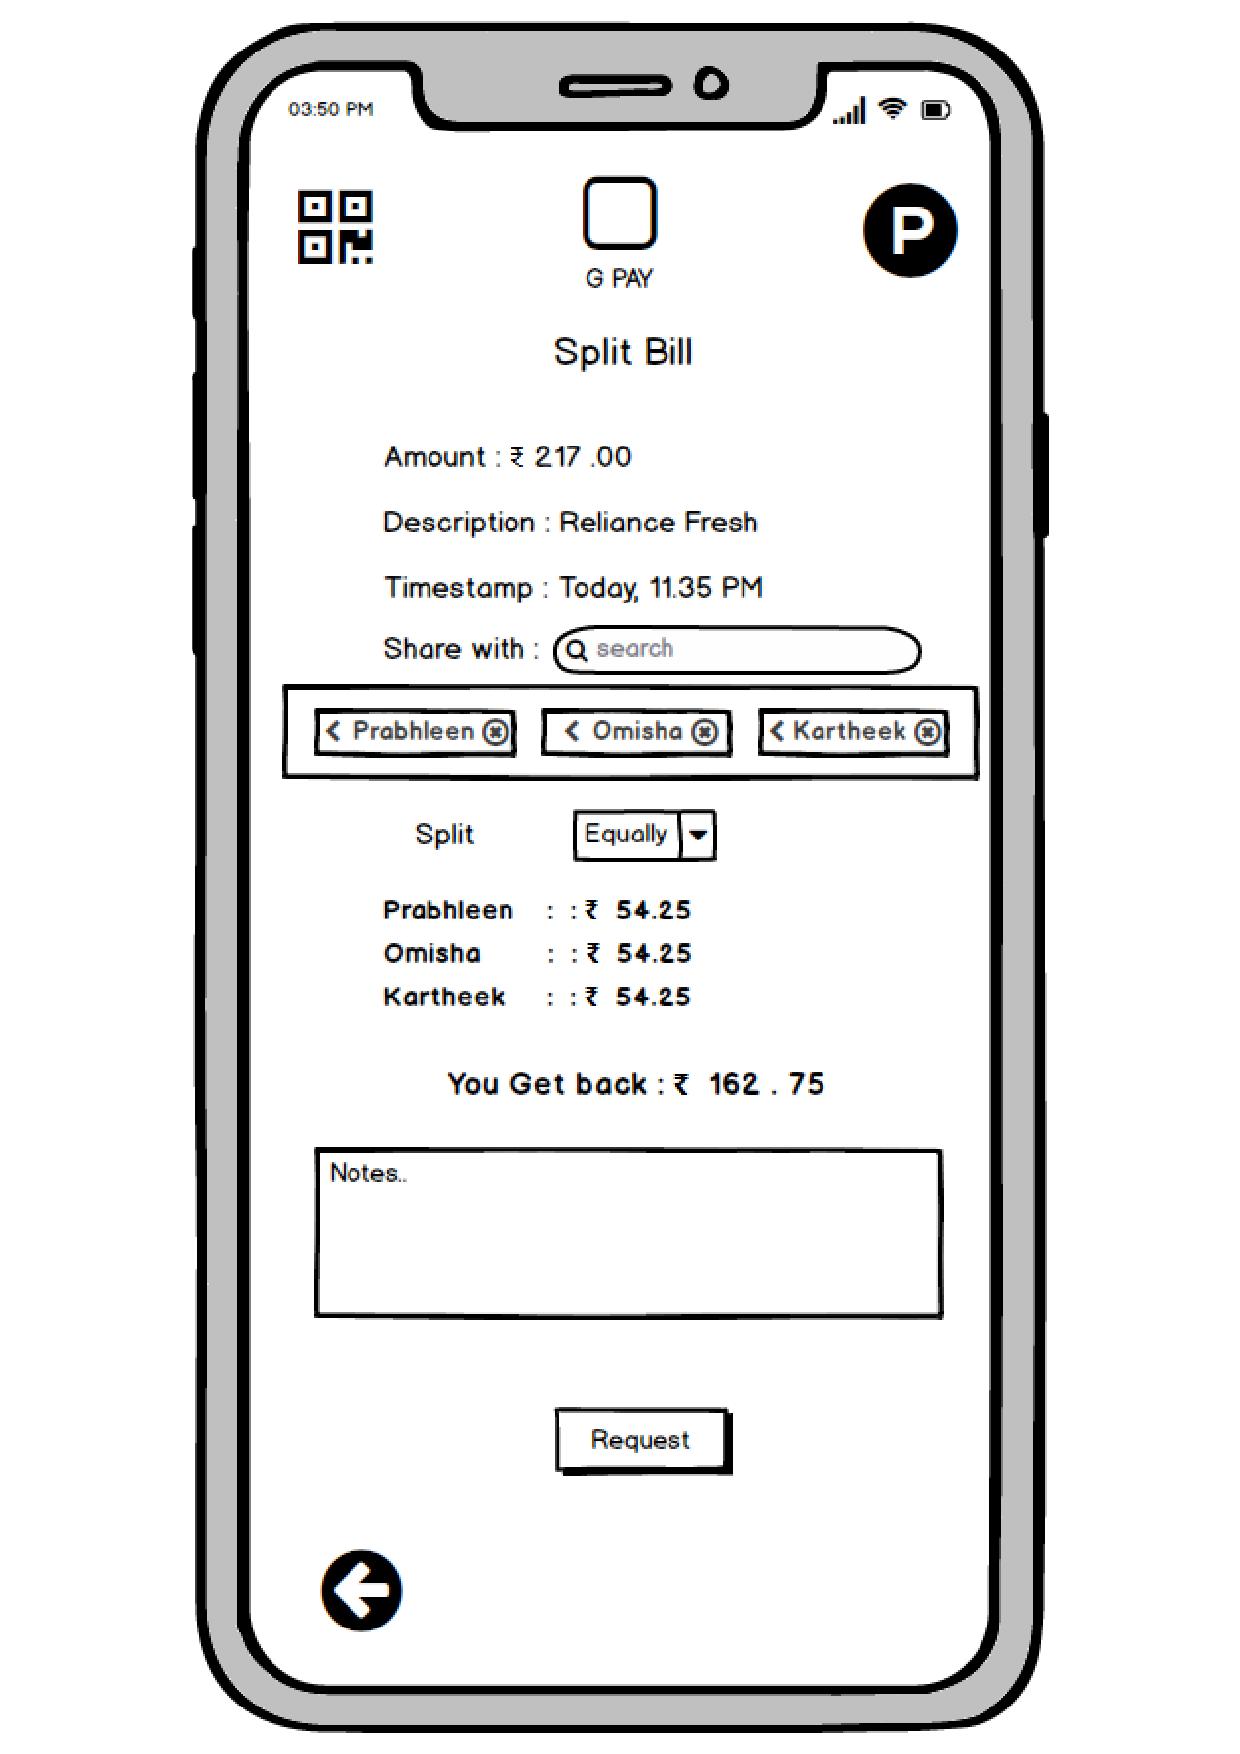 03:50 PM
P
G PAY
Split Bill
Amount : ₹ 217 .00
Description : Reliance Fresh
Timestamp : Today, 11.35 PM
Share with : search
Prabhleen Omisha Kartheek
Split Equally
Prabhleen : : ₹ 54.25
Omisha : : ₹ 54.25
Kartheek : : ₹ 54.25
You Get back : ₹ 162 . 75
Notes..
Request